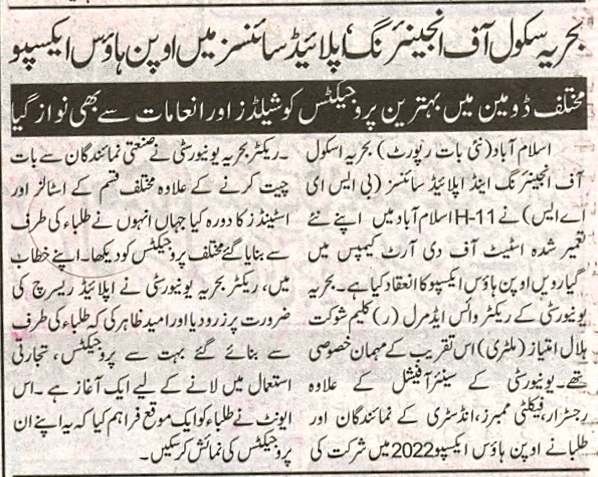 بحریہ سکول آف انجینئرنگ، اپلائیڈ سائنسز میں اوپن ہاؤس ایکسپو
مختلف ڈومین میں بہترین پروجیکٹس کو شیلڈز اور انعامات سے بھی نوازا گیا
اسلام آباد (نئی بات رپورٹ) بحریہ اسکول
آف انجینئرنگ اینڈ اپلائیڈ سائنسز (بی ایس ای
اے ایس) نے H-11 اسلام آباد میں اپنے نئے
تعمیر شدہ اسٹیٹ آف دی آرٹ کیمپس میں
گیارویں اوپن ہاؤس ایکسپو کا انعقاد کیا ہے۔ بحریہ
یونیورسٹی کے ریکٹر وائس ایڈمرل (ر) کلیم شوکت
ہلال امتیاز (ملٹری) اس تقریب کے مہمان خصوصی
تھے۔ یونیورسٹی کے سینئر آفیشل کے علاوہ
رجسٹرار، فیکلٹی ممبرز، انڈسٹری کے نمائندگان اور
طلبا نے اوپن ہاؤس ایکسپو 2022 میں شرکت کی
۔ ریکٹر بحریہ یونیورسٹی نے صنعتی نمائندگان سے بات
چیت کرنے کے علاوہ مختلف قسم کے اسٹالز اور
اسٹینڈز کا دورہ کیا جہاں انہوں نے طلباء کی طرف
سے بنایا گئے مختلف پروجیکٹس کو دیکھا۔ اپنے خطاب
میں، ریکٹر بحریہ یونیورسٹی نے اپلائیڈ ریسرچ کی
ضرورت پر زور دیا اور امید ظاہر کی کہ طلباء کی طرف
سے بنائے گئے بہت سے پروجیکٹس، تجارتی
استعمال میں لانے کے لیے ایک آغاز ہے۔ اس
ایونٹ نے طلباء کو ایک موقع فراہم کیا کہ یہ اپنے ان
پروجیکٹس کی نمائش کر سکیں۔